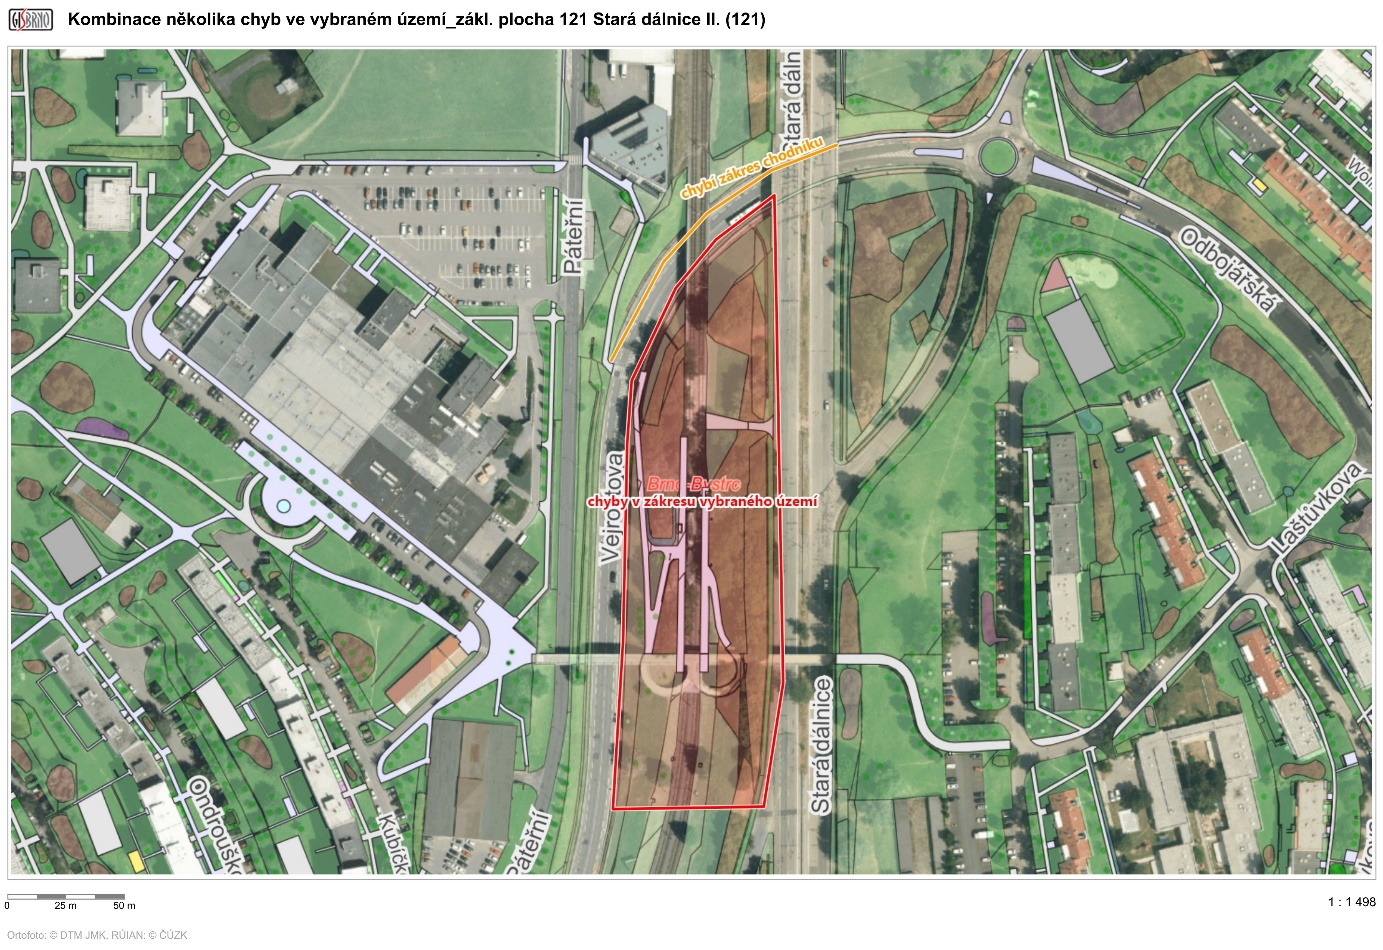 GISBRNO
Kombinace několika chyb ve vybraném území_zákl. plocha 121 Stará dálnice II. (121)
Stará dáln
chybí zákres chodníku
Páteřní
Odbojářská
Brno-Bystrc
chyby v zákresu vybraného území
Vejrostova
Laštůvkova
Stará dálnice
Páteřní
0 25 m 50 m
1 : 1 498
Ortofoto: © DTM JMK, RÚIAN: © ČÚZK